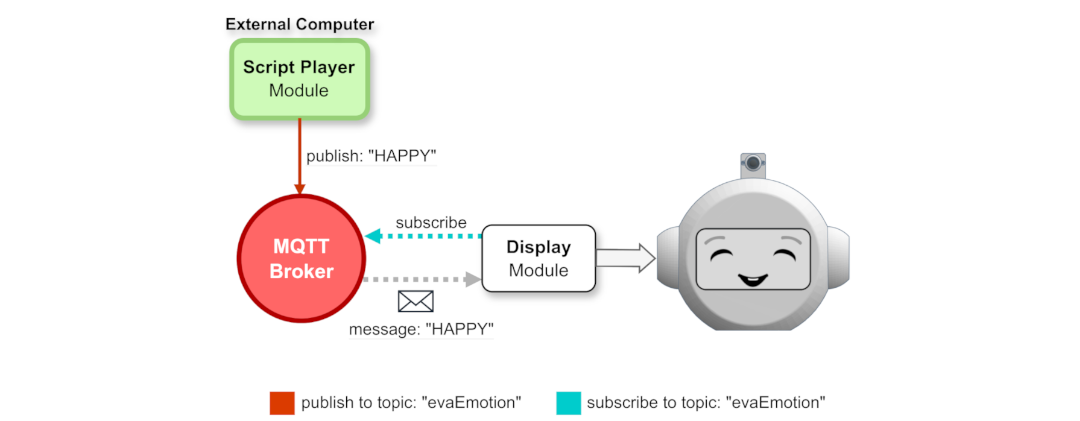 External Computer
Script Player
Module
publish: "HAPPY"
subscribe
MQTT
Broker
Display
Module
message: "HAPPY"
publish to topic: "evaEmotion"
subscribe to topic: "evaEmotion"